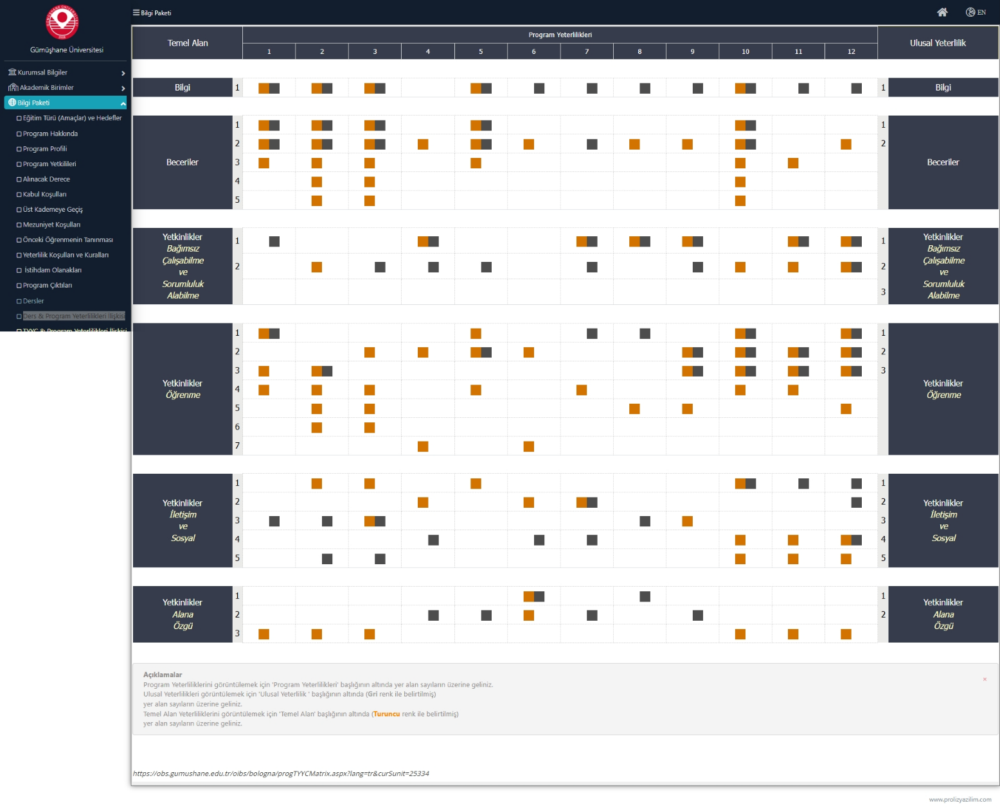 Gümüşhane Üniversitesi
Kurumsal Bilgiler
Akademik Birimler
Bilgi Paketi
Eğitim Türü (Amaçlar) ve Hedefler
Program Hakkında
Program Profili
Program Yetkilileri
Alınacak Derece
Kabul Koşulları
Üst Kademeye Geçiş
Mezuniyet Koşulları
Önceki Öğrenmenin Tanınması
Yeterlilik Koşulları ve Kuralları
İstihdam Olanakları
Program Çıktıları
Dersler
Ders & Program Yeterlilikleri İlişkisi
TYYÇ & Program Yeterlilikleri İlişkisi
Bilgi Paketi
EN
Temel Alan
Program Yeterlilikleri
Ulusal Yeterlilik
1 2 3 4 5 6 7 8 9 10 11 12
Bilgi 1 1 Bilgi
Beceriler
1 1
2 2
3
4
5
Beceriler
Yetkinlikler
Bağımsız
Çalışabilme
ve
Sorumluluk
Alabilme
1 1
2 2
3
Yetkinlikler
Bağımsız
Çalışabilme
ve
Sorumluluk
Alabilme
Yetkinlikler
Öğrenme
1 1
2 2
3 3
4
5
6
7
Yetkinlikler
Öğrenme
Yetkinlikler
İletişim
ve
Sosyal
1 1
2 2
3 3
4 4
5 5
Yetkinlikler
İletişim
ve
Sosyal
Yetkinlikler
Alana
Özgü
1 1
2 2
3
Yetkinlikler
Alana
Özgü
Açıklamalar
×
Program Yeterliliklerini görüntülemek için 'Program Yeterlilikleri' başlığının altında yer alan sayıların üzerine geliniz.
Ulusal Yeterlilikleri görüntülemek için 'Ulusal Yeterlilik ' başlığının altında (Gri renk ile belirtilmiş)
yer alan sayıların üzerine geliniz.
Temel Alan Yeterliliklerini görüntülemek için 'Temel Alan' başlığının altında (Turuncu renk ile belirtilmiş)
yer alan sayıların üzerine geliniz.
https://obs.gumushane.edu.tr/oibs/bologna/progTYYCMatrix.aspx?lang=tr&curSunit=25334
www.prolizyazilim.com